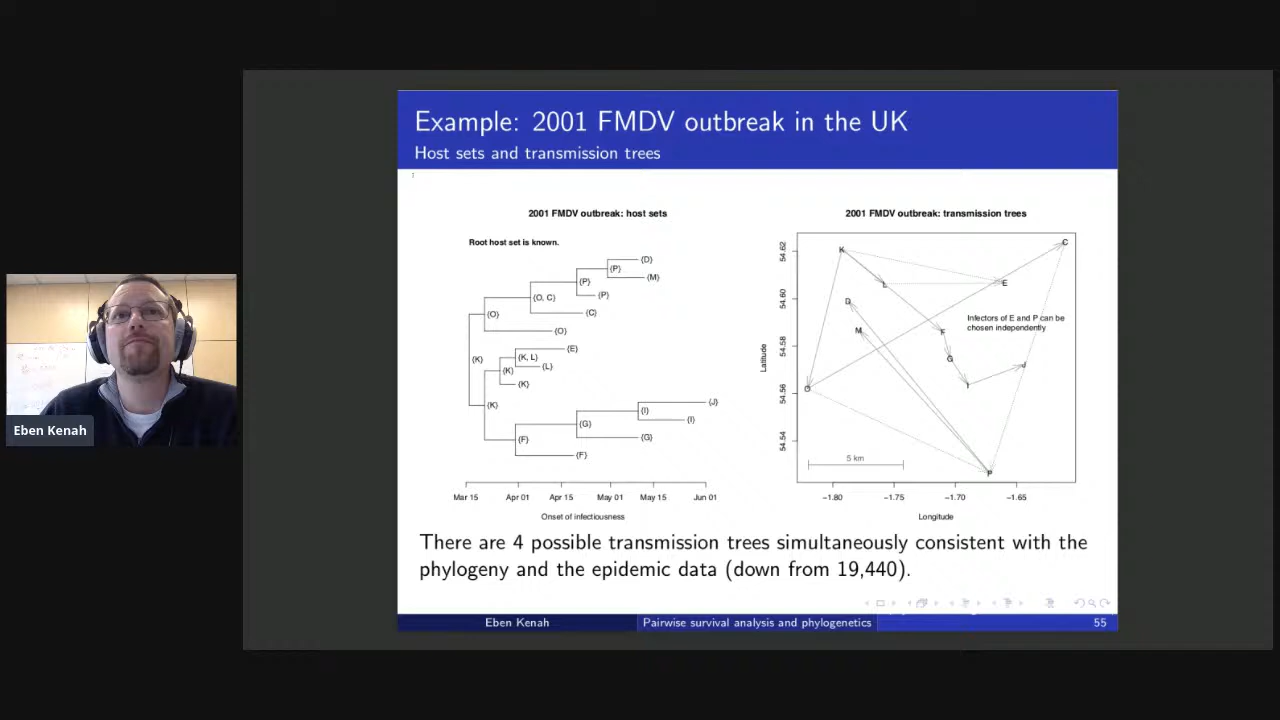 Example: 2001 FMDV outbreak in the UK
Host sets and transmission trees
2001 FMDV outbreak: host sets
Root host set is known.
{D}
{P}
{M}
{P}
{P}
{O, C}
{C}
{O}
{O}
{E}
{K, L}
{K}
{L}
{K}
{K}
{K}
{J}
{I}
{I}
{G}
{G}
{F}
{F}
Mar 15
Apr 01
Apr 15
May 01
May 15
Jun 01
Onset of infectiousness
2001 FMDV outbreak: transmission trees
Latitude
54.62
54.60
54.58
54.56
54.54
K
C
L
E
D
M
F
G
I
J
O
P
Infectors of E and P can be
chosen independently
5 km
−1.80
−1.75
−1.70
−1.65
Longitude
There are 4 possible transmission trees simultaneously consistent with the
phylogeny and the epidemic data (down from 19,440).
Eben Kenah
Eben Kenah
Pairwise survival analysis and phylogenetics
55